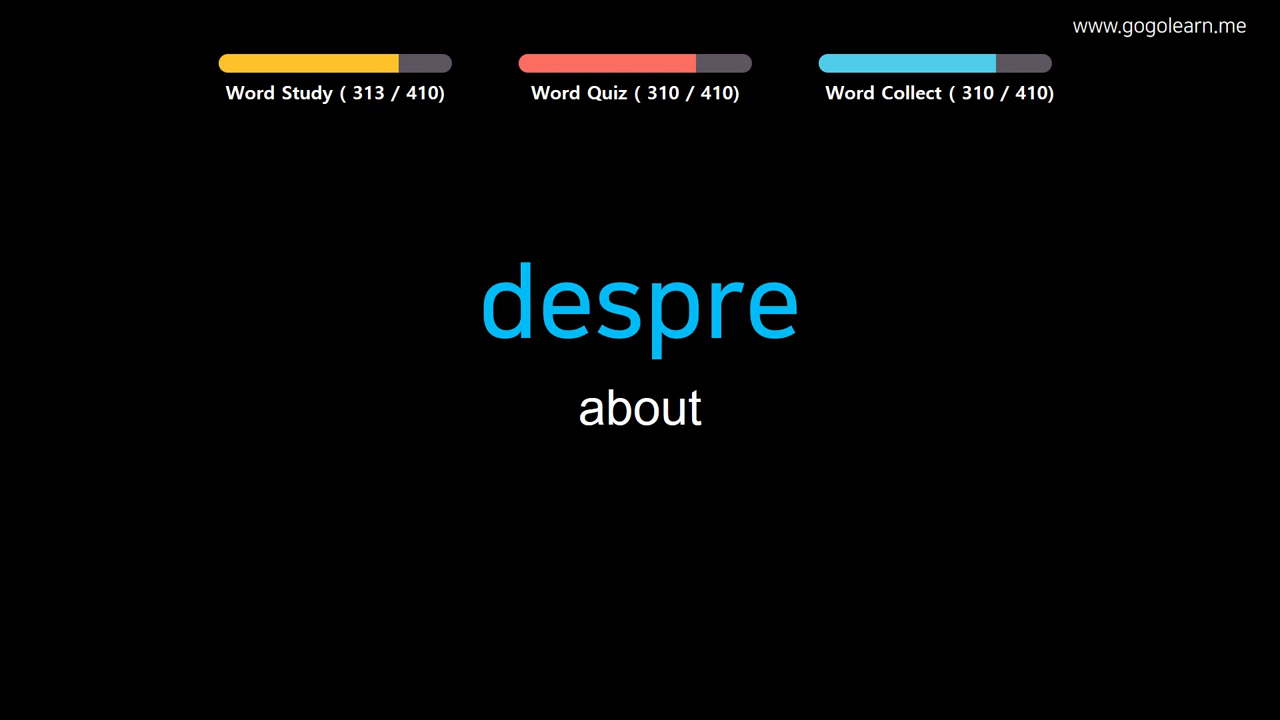 www.gogolearn.me
Word Study ( 313 / 410)
Word Quiz ( 310 / 410)
Word Collect ( 310 / 410)
despre
about